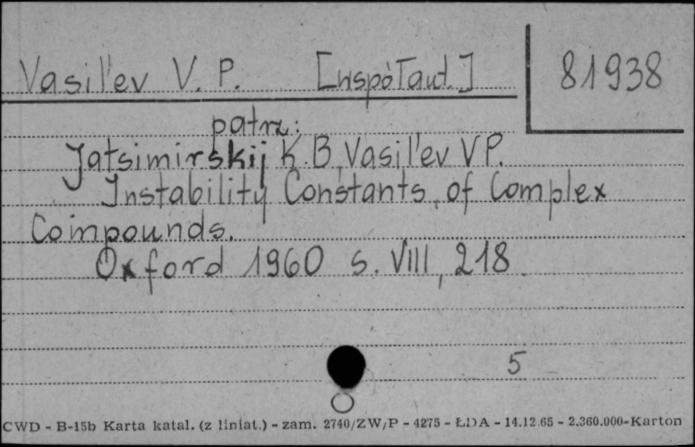 Vasil'ev V. P. [współaut.] 81938
patrz:
Jatsimirskij K.B, Vasil'ev V P.
Instability Constants of Complex
Compounds.
Oxford 1960 s. VIII, 218
5
CWD - B-15b Karta katal. (z liniat.) - zam. 2740/ZW/P - 4275 - ŁDA - 14.12.65 - 2.360.000-Karton